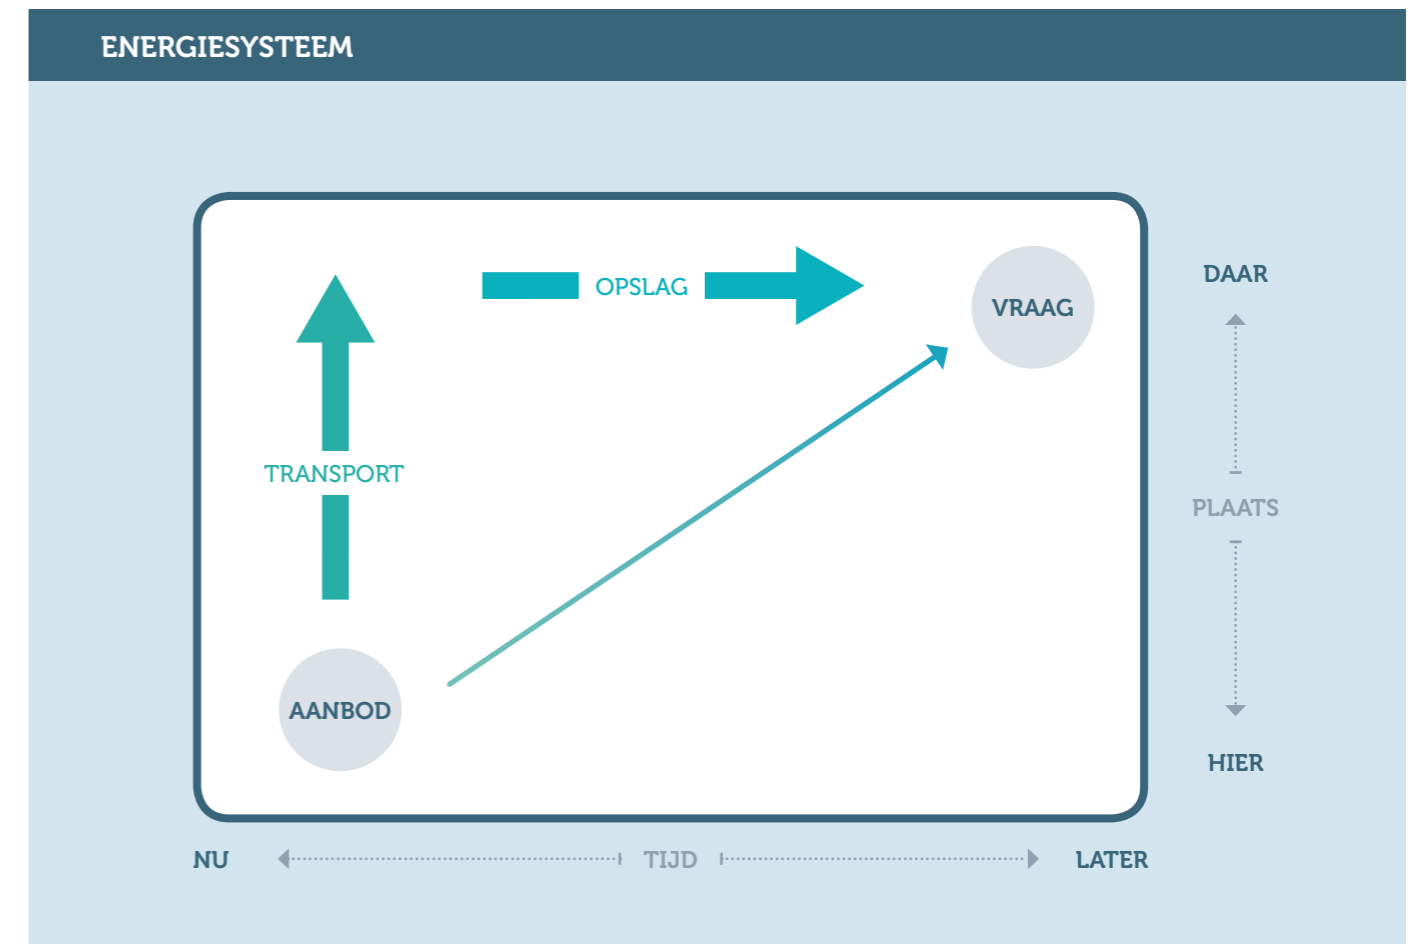 ENERGIESYSTEEM
OPSLAG
VRAAG
TRANSPORT
AANBOD
DAAR
PLAATS
HIER
NU
TIJD
LATER